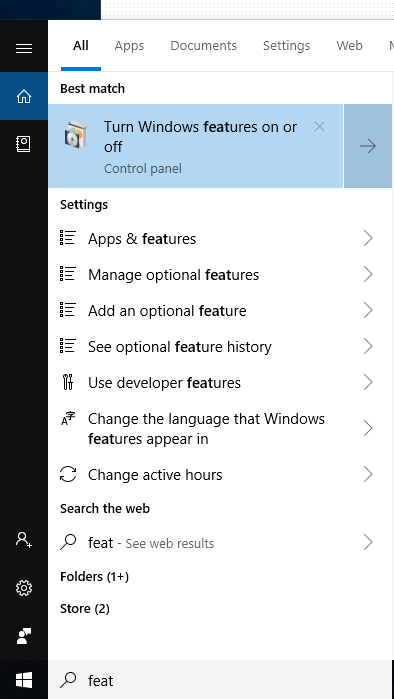 All Apps Documents Settings Web M
Best match
Turn Windows features on or
off
Control panel
Settings
Apps & features
Manage optional features
Add an optional feature
See optional feature history
Use developer features
Change the language that Windows
features appear in
Change active hours
Search the web
feat - See web results
Folders (1+)
Store (2)
feat